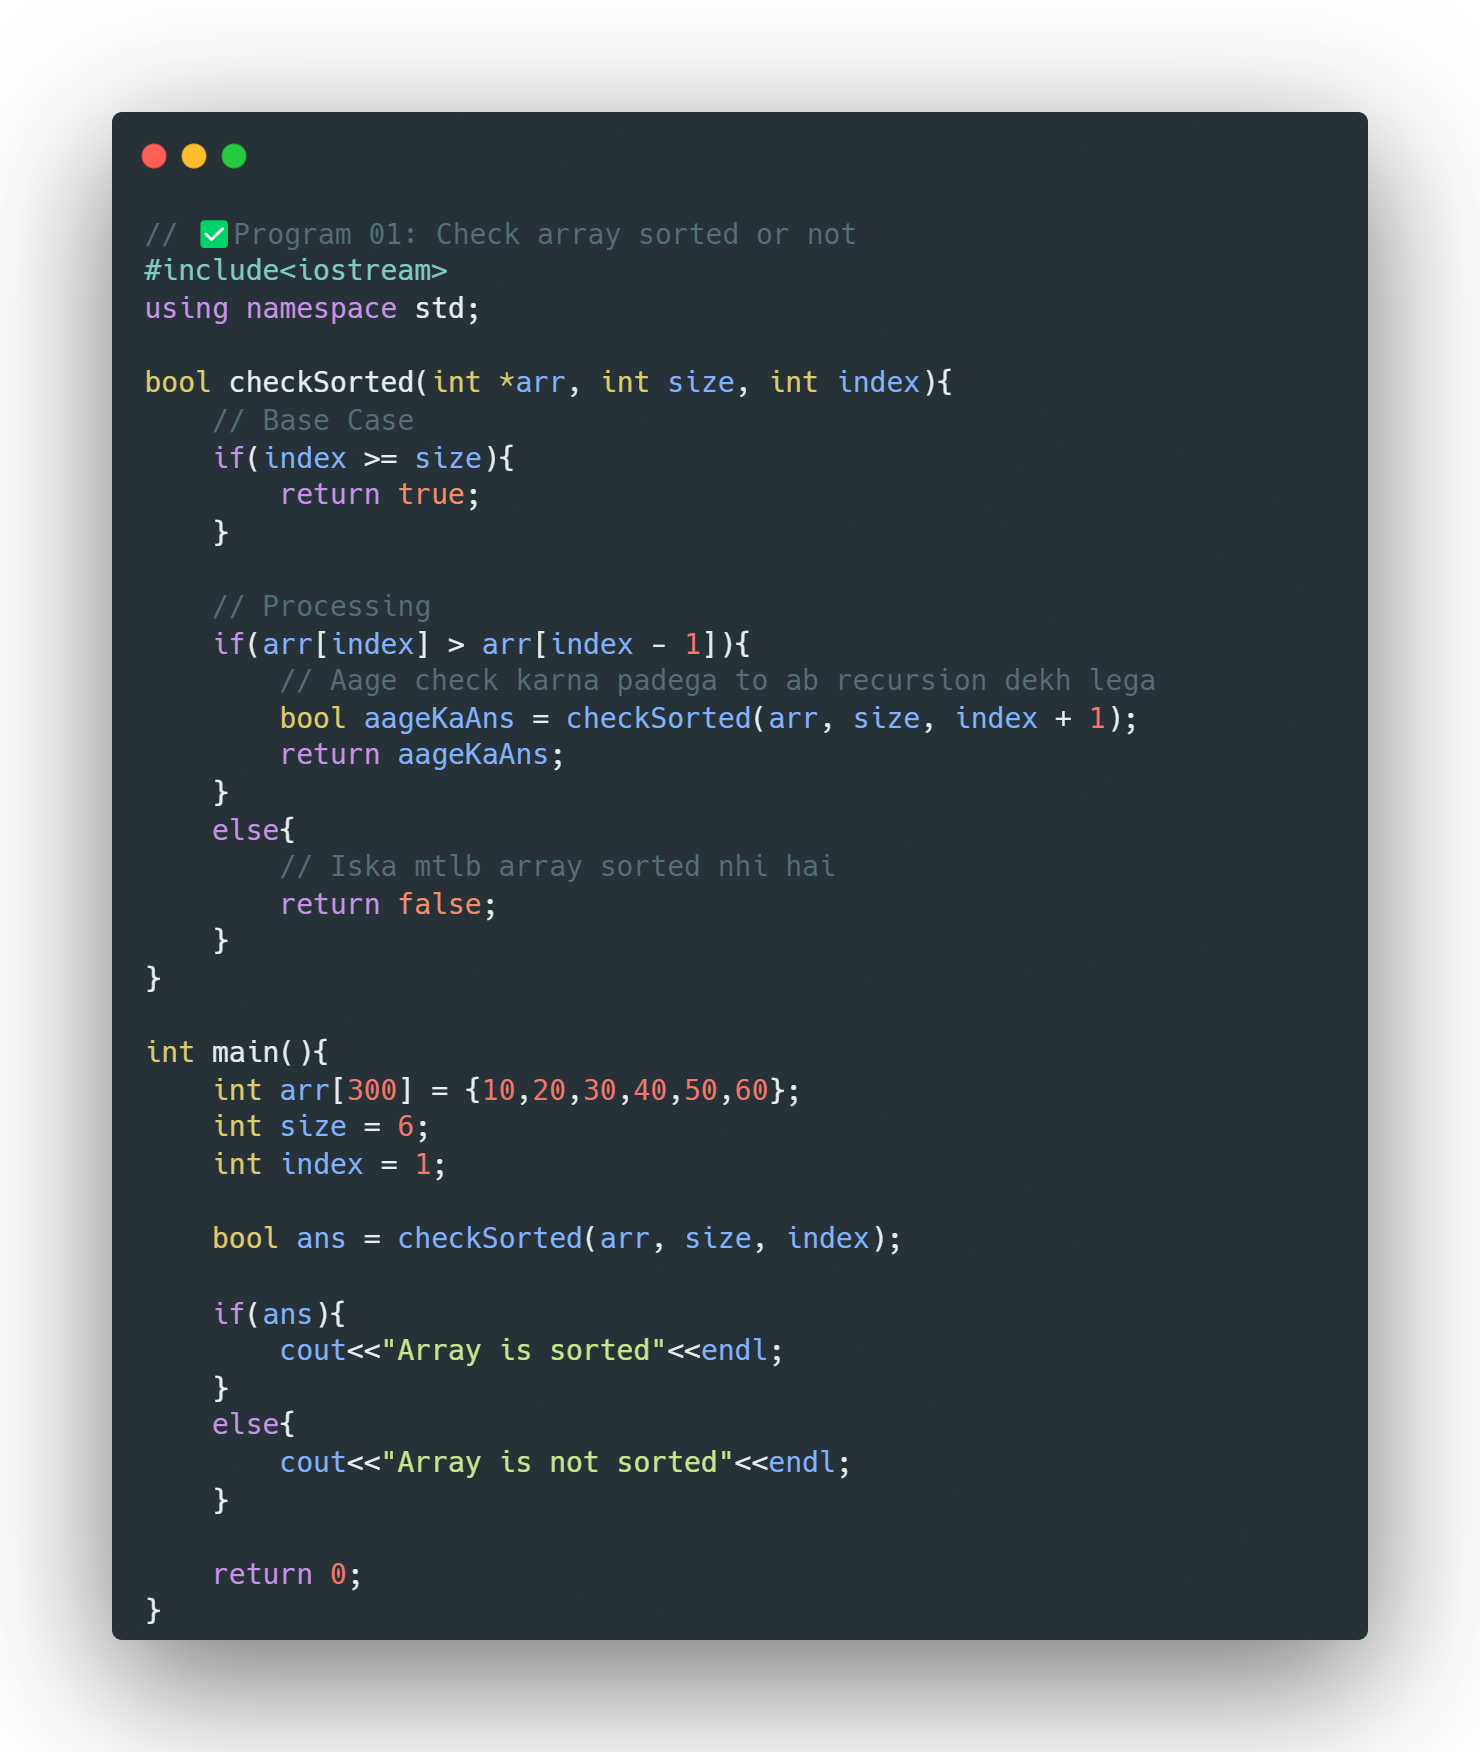 // ✅Program 01: Check array sorted or not
#include<iostream>
using namespace std;

bool checkSorted(int *arr, int size, int index){
    // Base Case
    if(index >= size){
        return true;
    }

    // Processing
    if(arr[index] > arr[index - 1]){
        // Aage check karna padega to ab recursion dekh lega
        bool aageKaAns = checkSorted(arr, size, index + 1);
        return aageKaAns;
    }
    else{
        // Iska mtlb array sorted nhi hai
        return false;
    }
}

int main(){
    int arr[300] = {10,20,30,40,50,60};
    int size = 6;
    int index = 1;

    bool ans = checkSorted(arr, size, index);

    if(ans){
        cout<<"Array is sorted"<<endl;
    }
    else{
        cout<<"Array is not sorted"<<endl;
    }

    return 0;
}